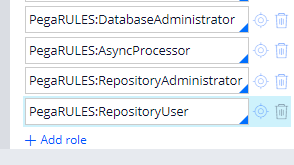 PegaRULES:DatabaseAdministrator
PegaRULES:AsyncProcessor
PegaRULES:RepositoryAdministrator
PegaRULES:RepositoryUser
+ Add role